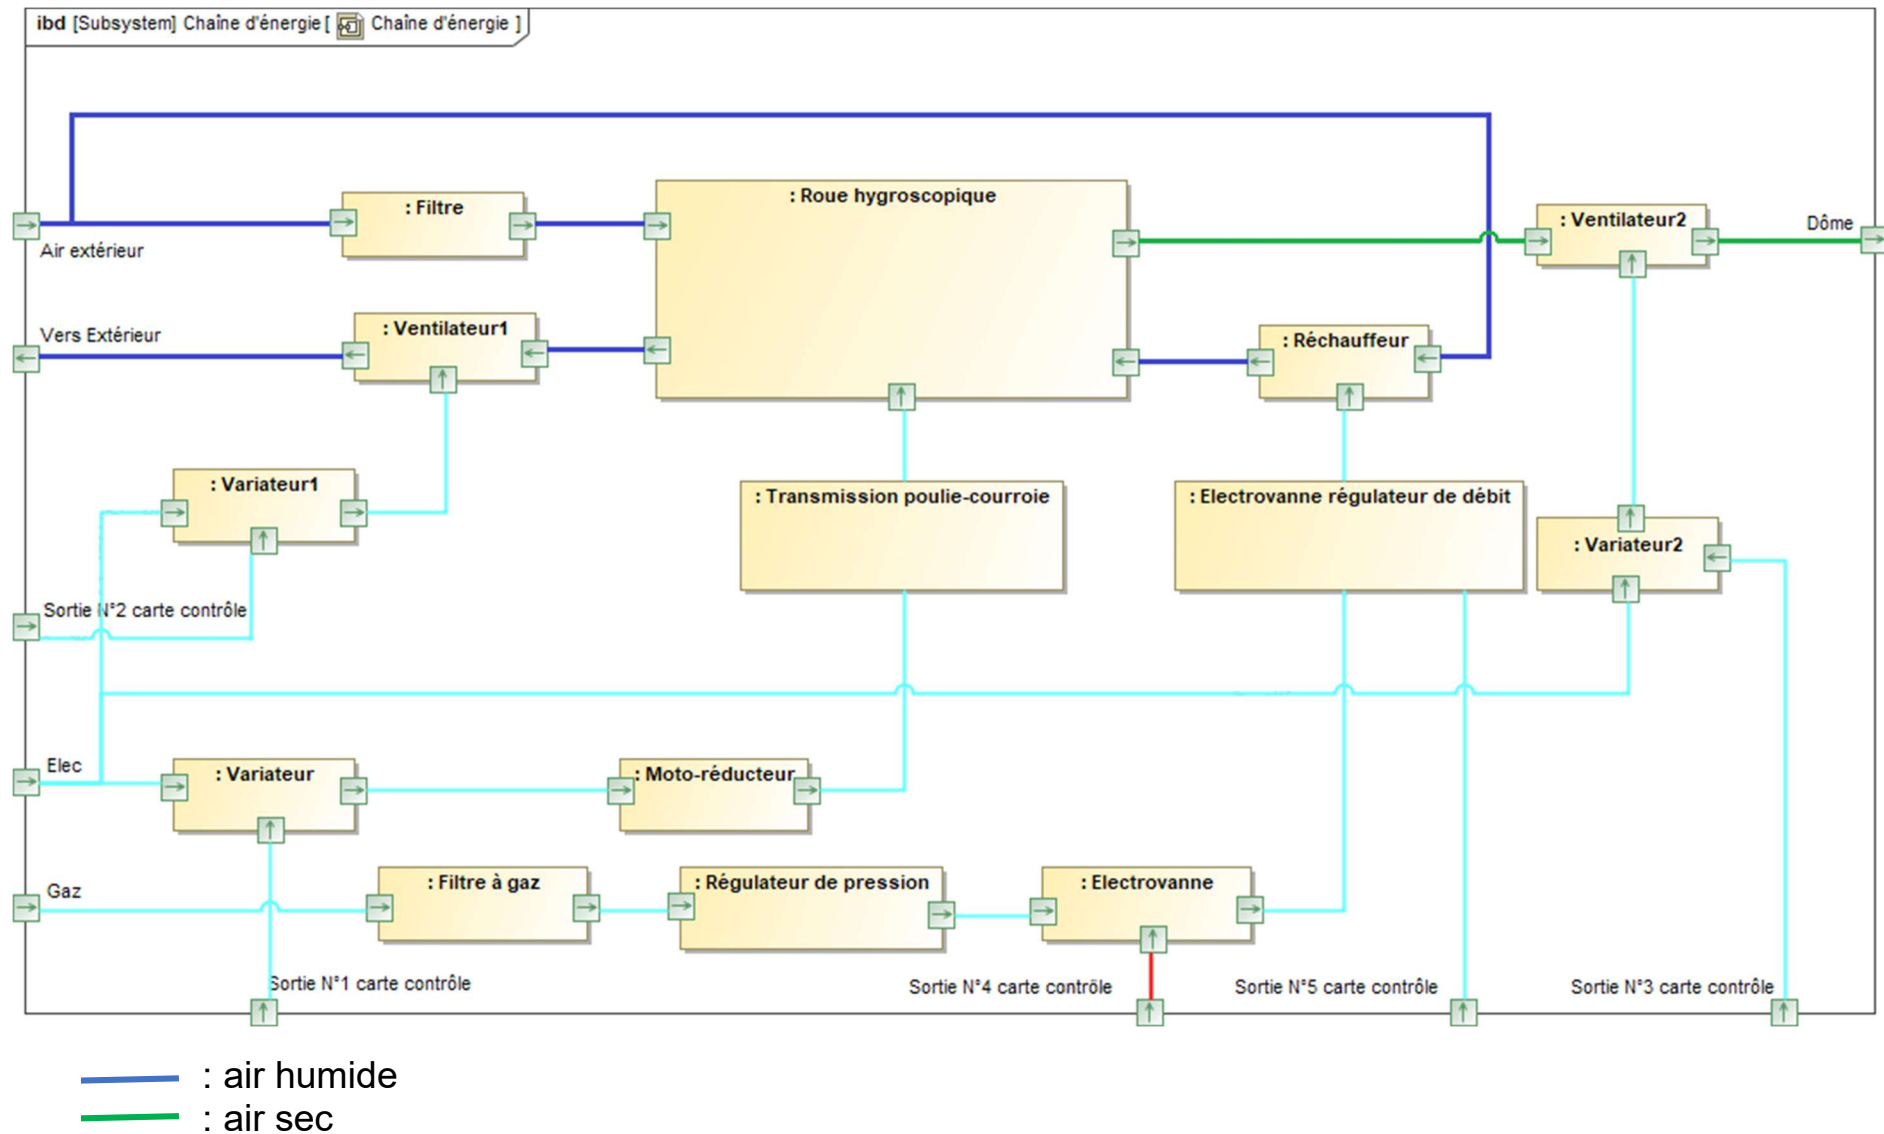 ibd [Subsystem] Chaîne d'énergie [ Chaîne d'énergie ]
: Filtre
: Roue hygroscopique
: Ventilateur2
Dôme
Air extérieur
Vers Extérieur
: Ventilateur1
: Réchauffeur
: Variateur1
: Transmission poulie-courroie
: Electrovanne régulateur de débit
: Variateur2
Sortie N°2 carte contrôle
Elec
: Variateur
: Moto-réducteur
Gaz
: Filtre à gaz
: Régulateur de pression
: Electrovanne
Sortie N°1 carte contrôle
Sortie N°4 carte contrôle
Sortie N°5 carte contrôle
Sortie N°3 carte contrôle
: air humide
: air sec